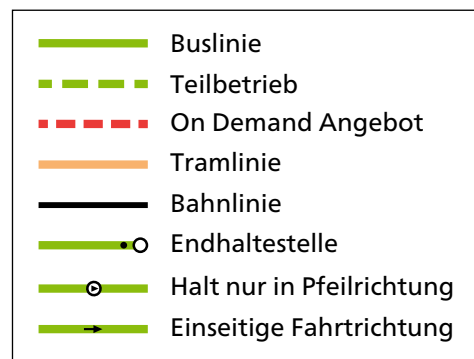 Buslinie
Teilbetrieb
On Demand Angebot
Tramlinie
Bahnlinie
Endhaltestelle
Halt nur in Pfeilrichtung
Einseitige Fahrtrichtung